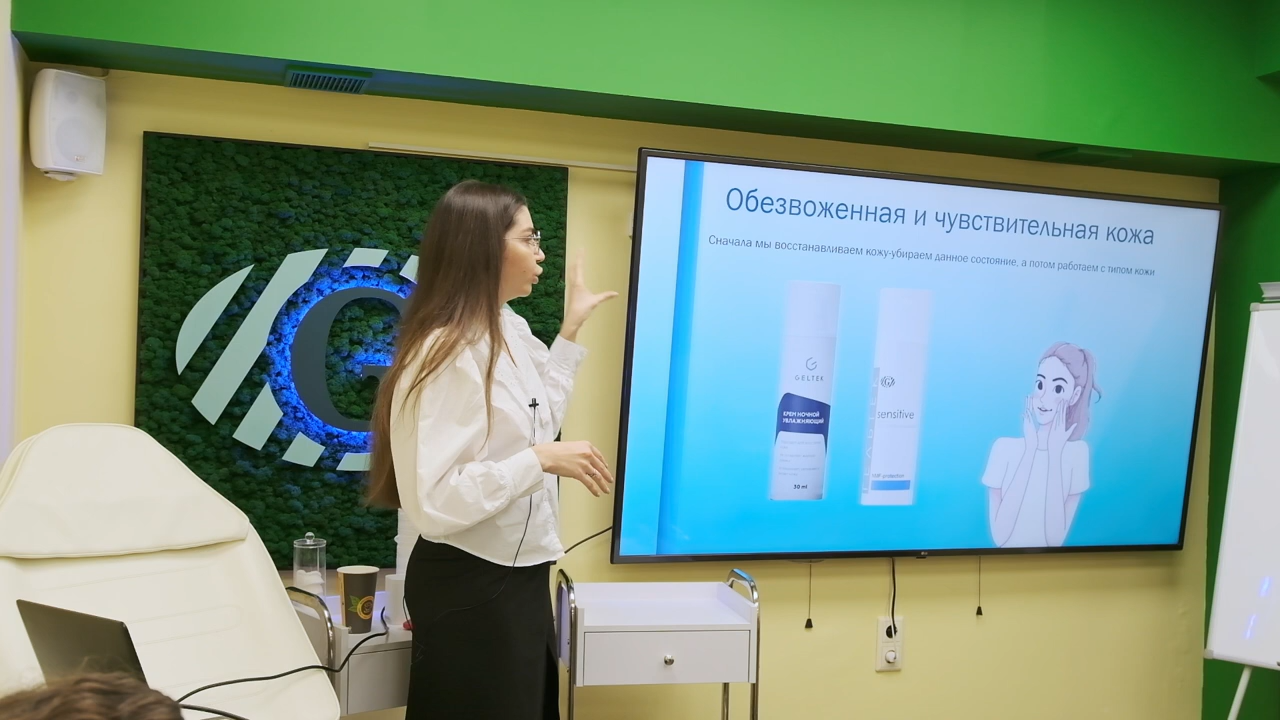 Обезвоженная и чувствительная кожа
Сначала мы восстанавливаем кожу-убираем данное состояние, а потом работаем с типом кожи
G
GELTEK
КРЕМ НОЧНОЙ
УВЛАЖНЯЮЩИЙ
30 ml
sensitive
LG